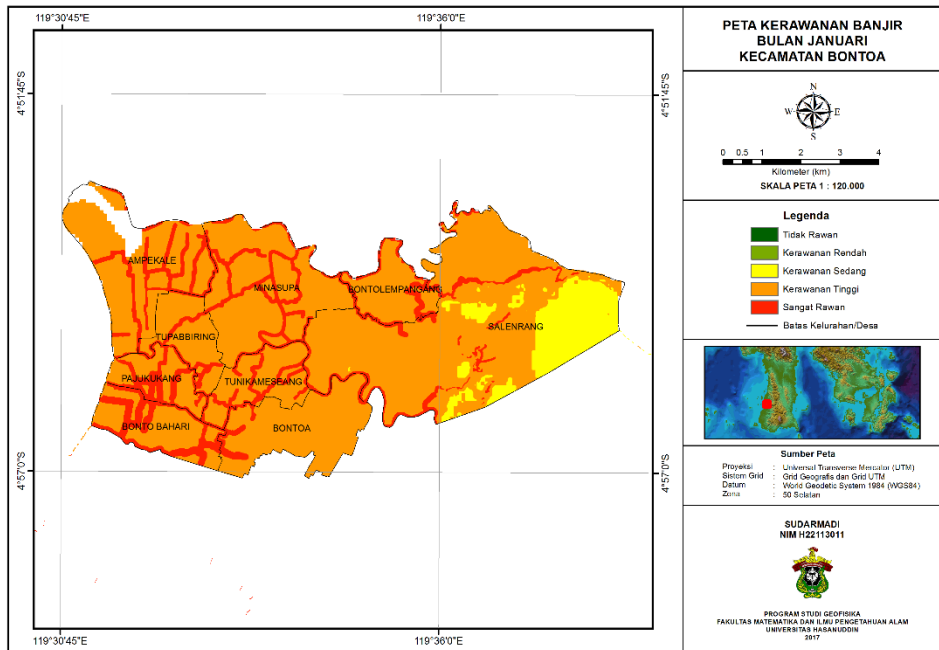 119°30'45"E
119°36'0"E
4°51'45"S
4°51'45"S
AMPEKALE
MINASUPA
BONTOLEMPANGANG
SALENRANG
TUPABBIRING
PAJUKUKANG
TUNIKAMESEANG
BONTO BAHARI
BONTOA
4°57'0"S
4°57'0"S
119°30'45"E
119°36'0"E
PETA KERAWANAN BANJIR
BULAN JANUARI
KECAMATAN BONTOA
N
W E
S
0 0.5 1 2 3 4
Kilometer (km)
SKALA PETA 1 : 120.000
Legenda
Tidak Rawan
Kerawanan Rendah
Kerawanan Sedang
Kerawanan Tinggi
Sangat Rawan
Batas Kelurahan/Desa
Sumber Peta
Proyeksi : Universal Transverse Mercator (UTM)
Sistem Grid : Grid Geografis dan Grid UTM
Datum : World Geodetic System 1984 (WGS84)
Zona : 50 Selatan
SUDARMADI
NIM H22113011
PROGRAM STUDI GEOFISIKA
FAKULTAS MATEMATIKA DAN ILMU PENGETAHUAN ALAM
UNIVERSITAS HASANUDDIN
2017